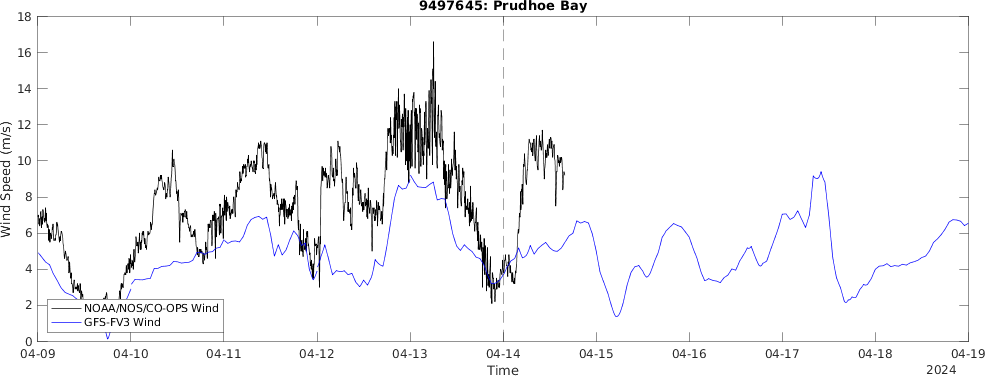 9497645: Prudhoe Bay
18
16
14
12
10
8
6
4
2
0
Wind Speed (m/s)
NOAA/NOS/CO-OPS Wind
GFS-FV3 Wind
04-09 04-10 04-11 04-12 04-13 04-14 04-15 04-16 04-17 04-18 04-19
Time
2024